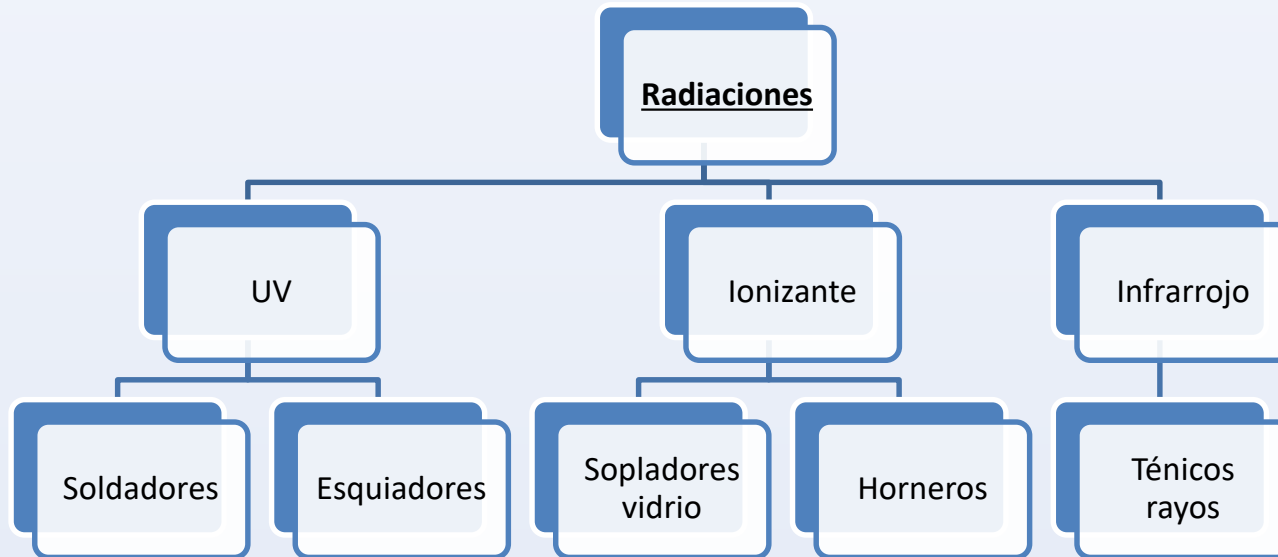 Radiaciones
UV
Ionizante
Infrarrojo
Soldadores
Esquiadores
Sopladores
vidrio
Horneros
Ténicos
rayos